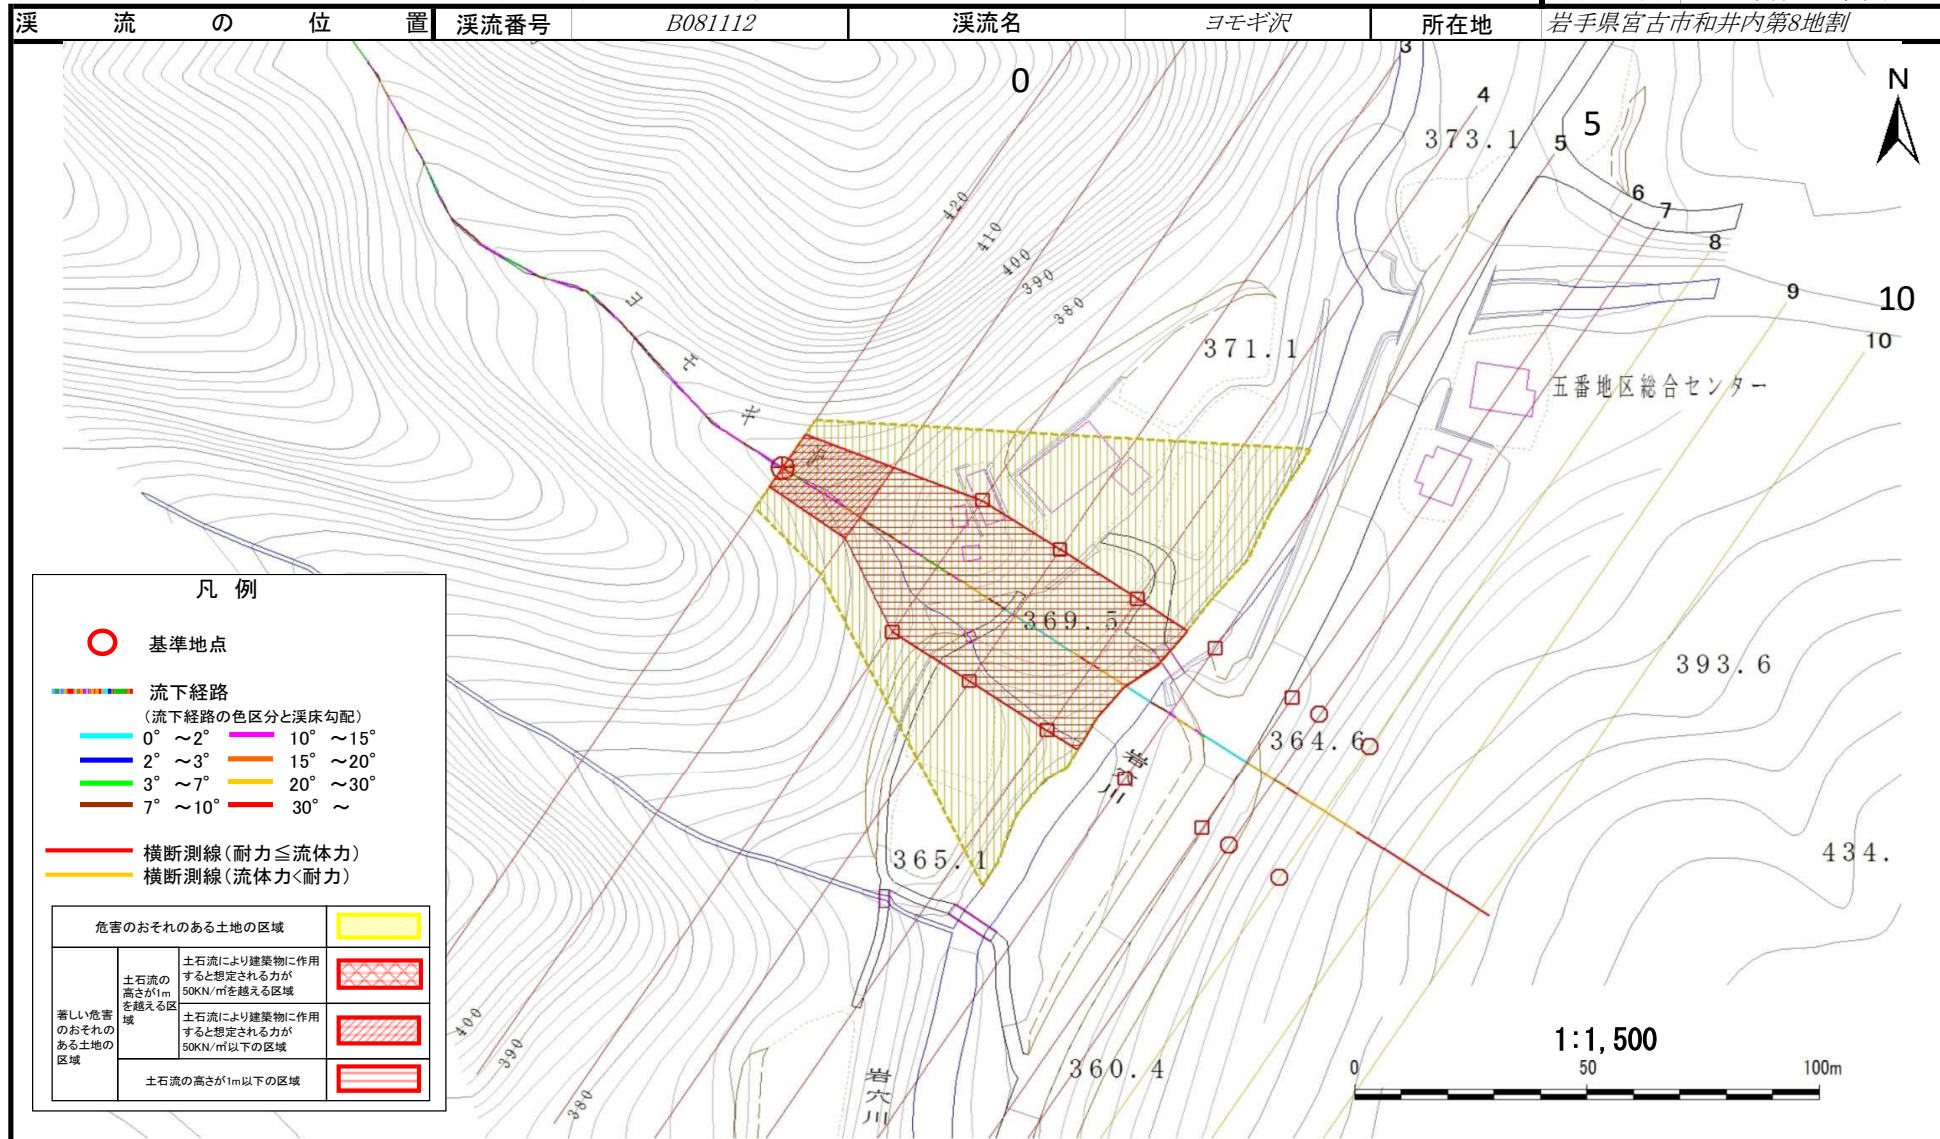 渓流の位置 渓流番号 B081112 渓流名 ヨモギ沢 所在地 岩手県宮古市和井内第8地割
0
3
4
373.1
5
5
6
7
8
9
10
10
N
420
410
400
390
380
ヨモギ沢
371.1
五番地区総合センター
369.5
393.6
364.6
岩穴川
365.1
434.
360.4
岩穴川
400
390
380
凡例
基準地点
流下経路
(流下経路の色区分と渓床勾配)
0° ～2° 10° ～15°
2° ～3° 15° ～20°
3° ～7° 20° ～30°
7° ～10° 30° ～
横断測線(耐力≦流体力)
横断測線(流体力<耐力)
危害のおそれのある土地の区域
著しい危害
のおそれの
ある土地の
区域
土石流の
高さが1m
を越える区
域
土石流により建築物に作用
すると想定される力が
50KN/㎡を越える区域
土石流により建築物に作用
すると想定される力が
50KN/㎡以下の区域
土石流の高さが1m以下の区域
1:1,500
0 50 100m